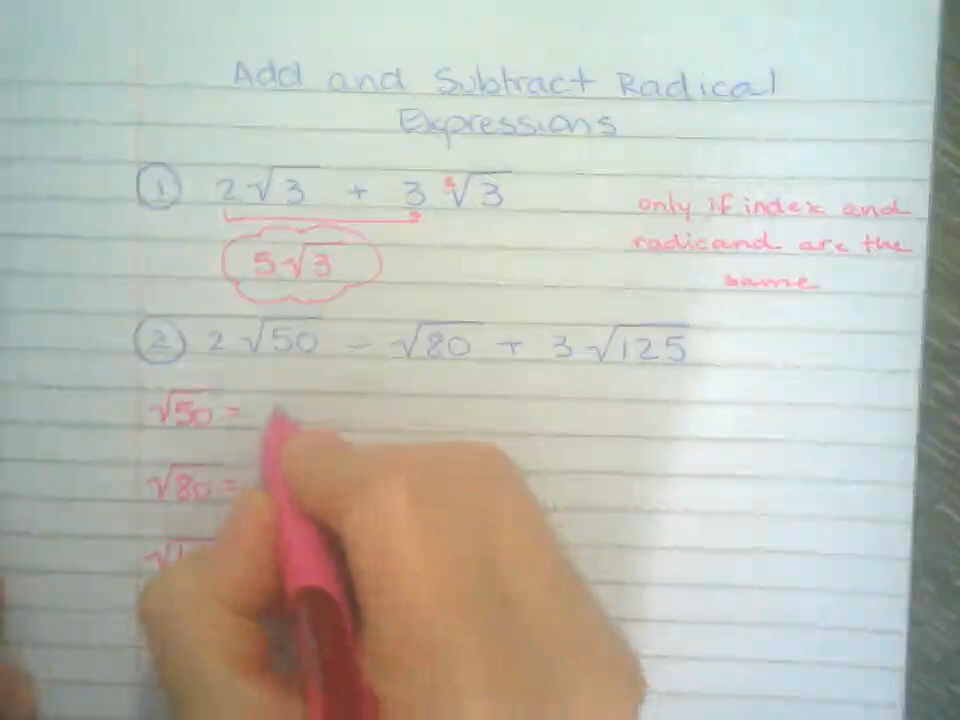 Add and Subtract Radical
Expressions
① 2√3 + 3 √3
only if index and
radicand are the
same
5√3
② 2√50 - √80 + 3√125
√50 =
√80 =